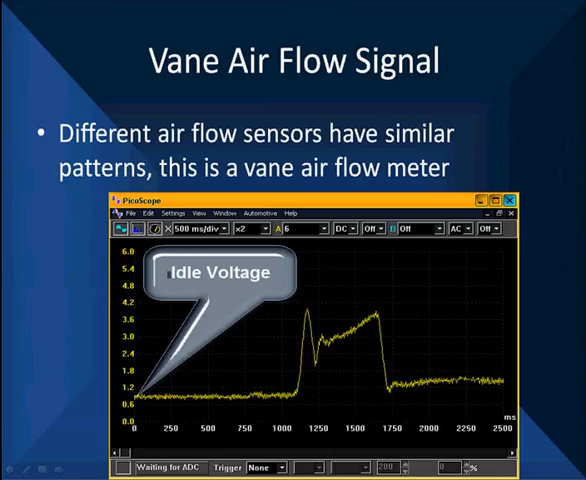 Vane Air Flow Signal
• Different air flow sensors have similar
patterns, this is a vane air flow meter
PicoScope
File Edit Settings View Window Automotive Help
500 ms/div x2 A 6 DC Off B Off AC Off
Idle Voltage
6.0
5.4
4.8
4.2
3.6
3.0
2.4
1.8
1.2
0.6
0.0
ms
0 250 500 750 1000 1250 1500 1750 2000 2250 2500
Waiting for ADC Trigger None 200 0 %